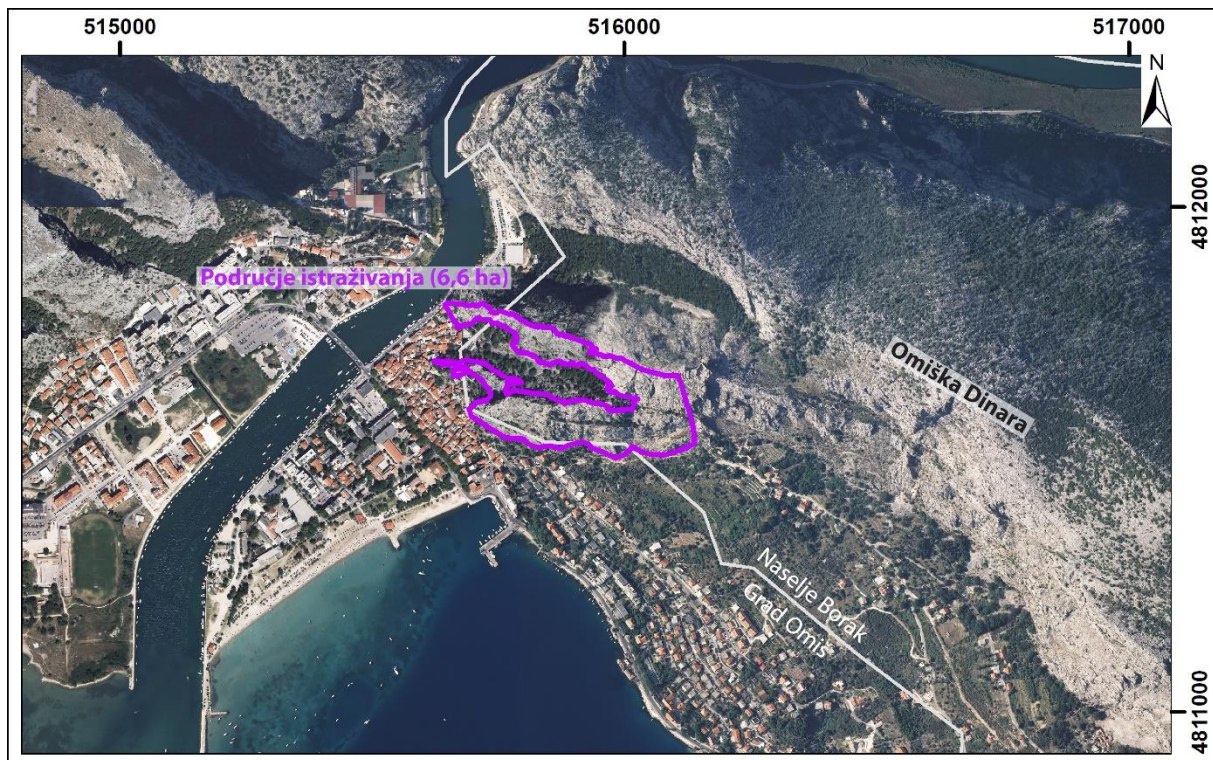 515000
516000
517000
N
4812000
Područje istraživanja (6,6 ha)
Omiška Dinara
Naselje Borak
Grad Omiš
4811000